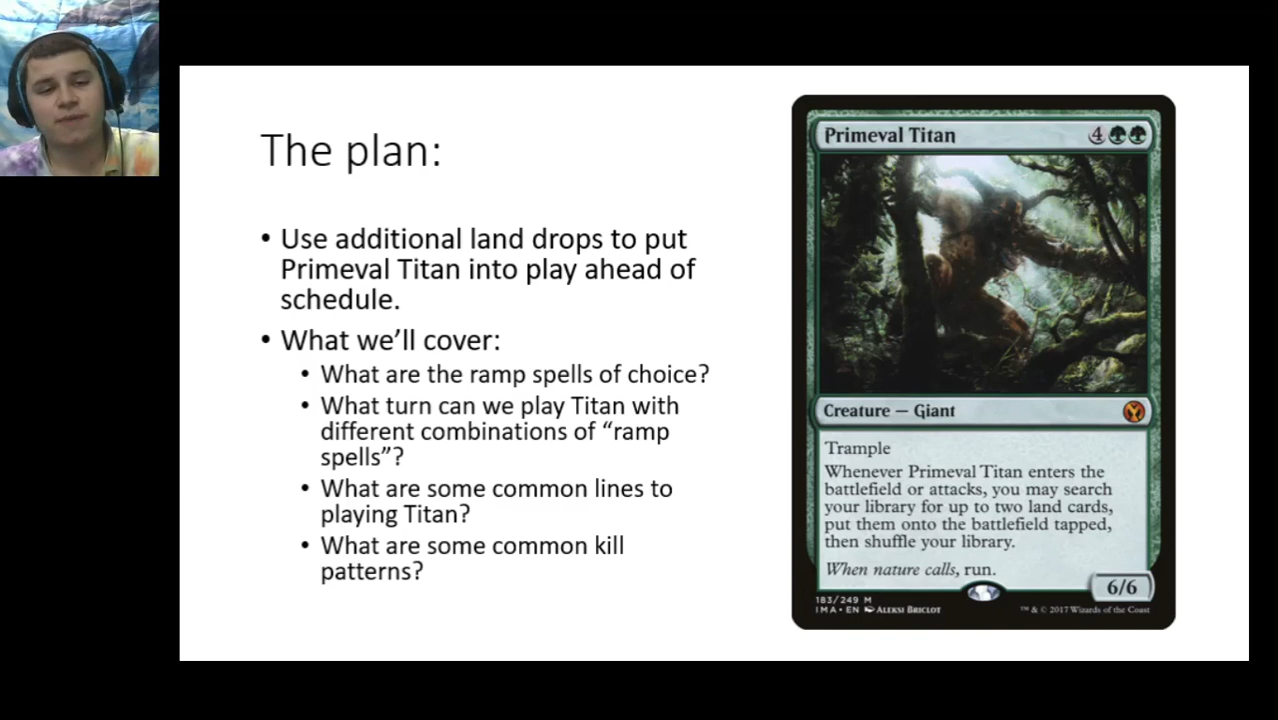 The plan:
• Use additional land drops to put
Primeval Titan into play ahead of
schedule.
• What we'll cover:
• What are the ramp spells of choice?
• What turn can we play Titan with
different combinations of “ramp
spells”?
• What are some common lines to
playing Titan?
• What are some common kill
patterns?
Primeval Titan 4
Creature — Giant
Trample
Whenever Primeval Titan enters the
battlefield or attacks, you may search
your library for up to two land cards,
put them onto the battlefield tapped,
then shuffle your library.
When nature calls, run.
6/6
183/249 M
IMA • EN ALEKSI BRICLOT
™ & © 2017 Wizards of the Coast